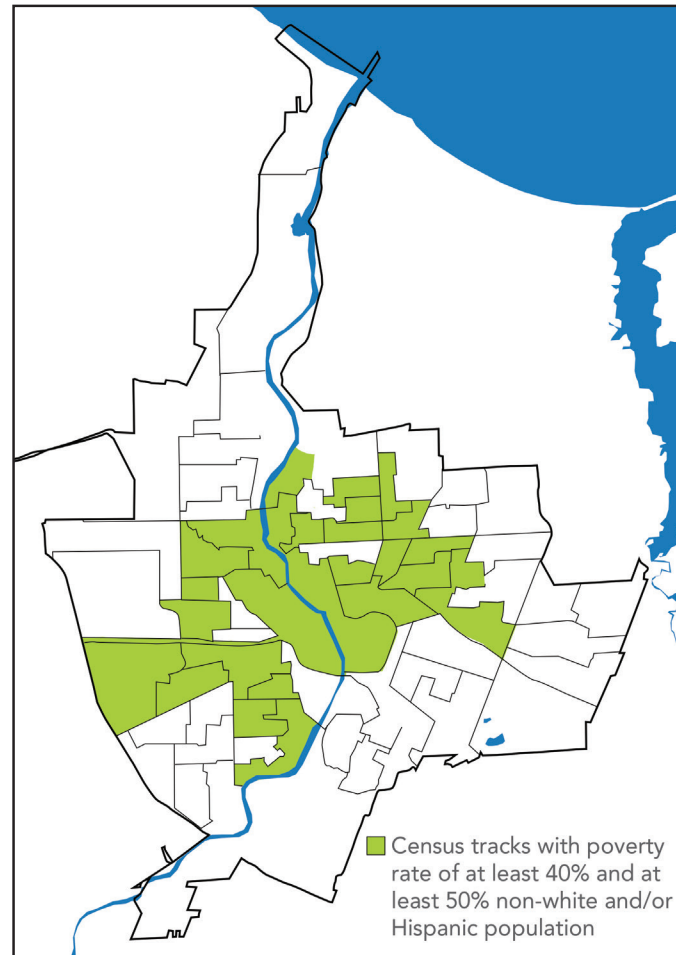 Census tracks with poverty
rate of at least 40% and at
least 50% non-white and/or
Hispanic population